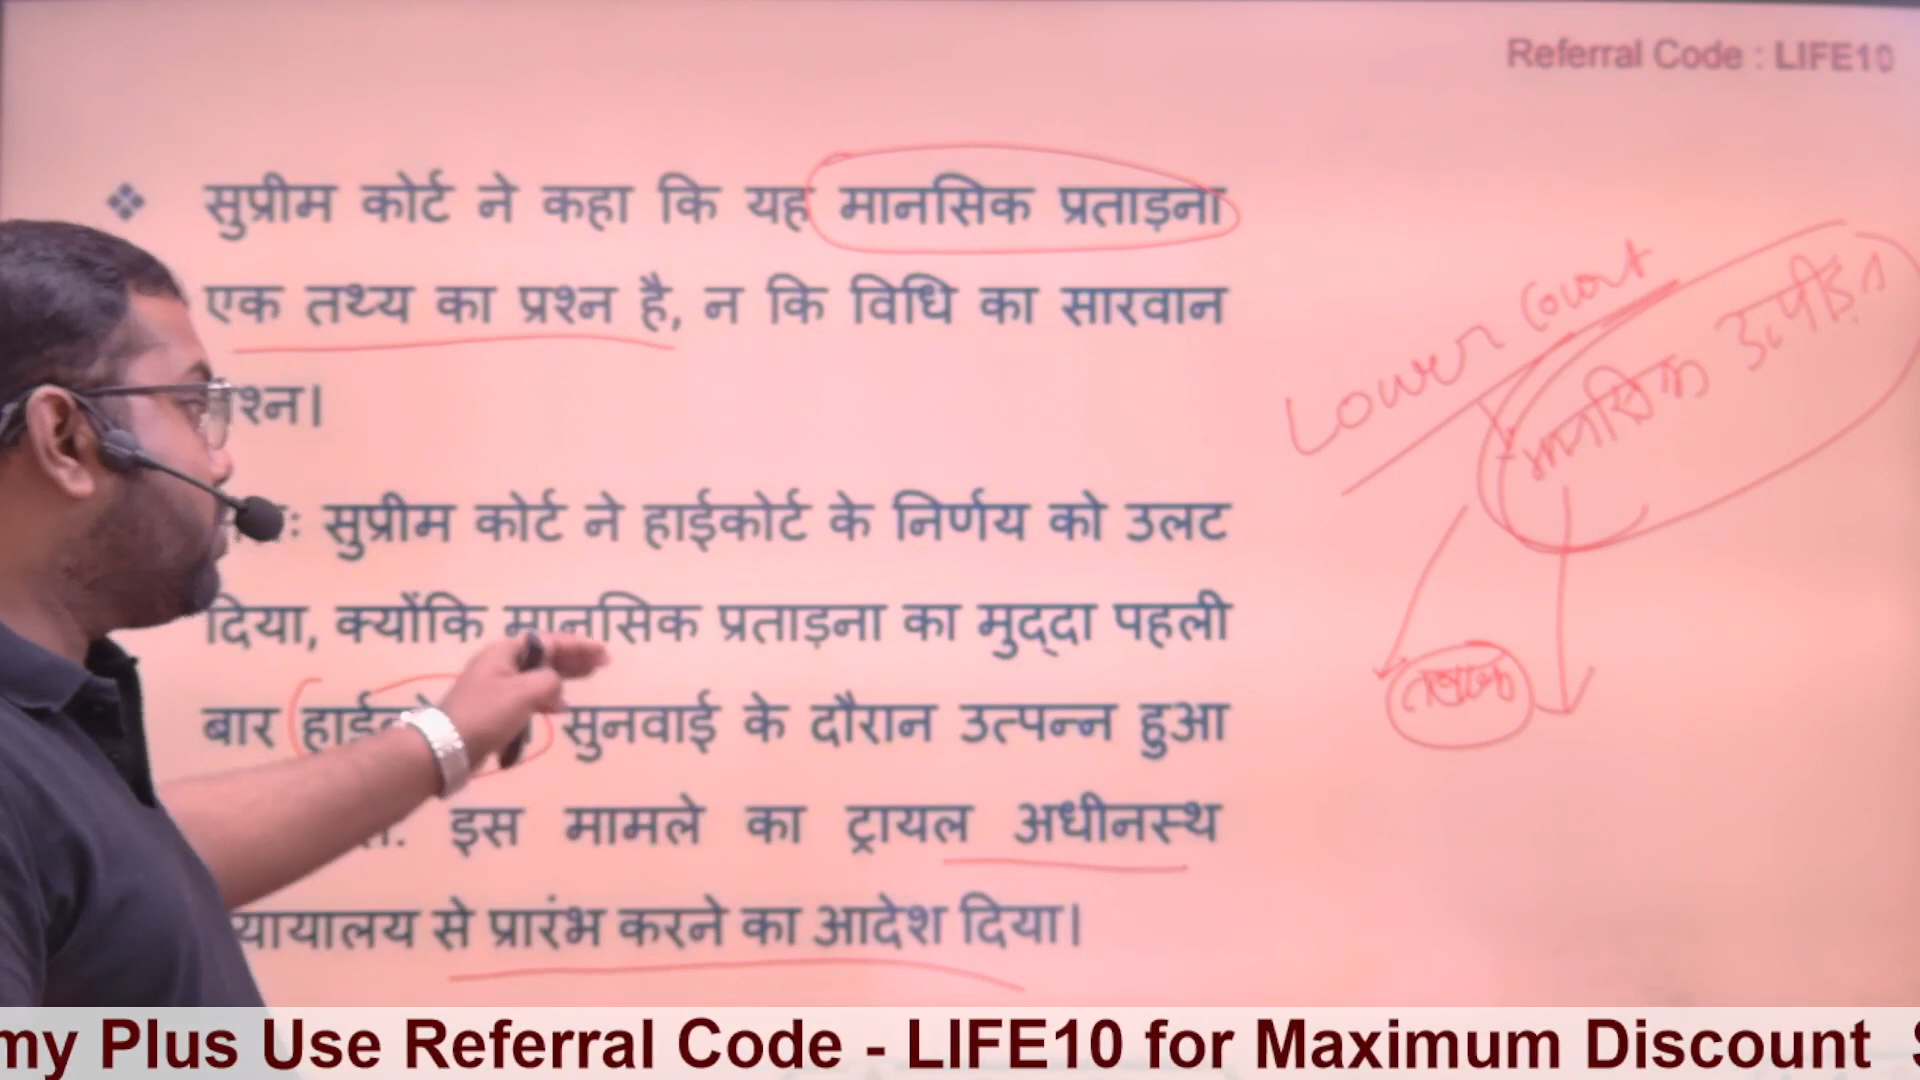 Referral Code : LIFE10
सुप्रीम कोर्ट ने कहा कि यह मानसिक प्रताड़ना
एक तथ्य का प्रश्न है, न कि विधि का सारवान
श्न।
सुप्रीम कोर्ट ने हाईकोर्ट के निर्णय को उलट
दिया, क्योंकि मानसिक प्रताड़ना का मुद्दा पहली
बार सुनवाई के दौरान उत्पन्न हुआ
इस मामले का ट्रायल अधीनस्थ
यायालय से प्रारंभ करने का आदेश दिया।
Lower Court
मानसिक उत्पीड़न
तलाक
my Plus Use Referral Code - LIFE10 for Maximum Discount S